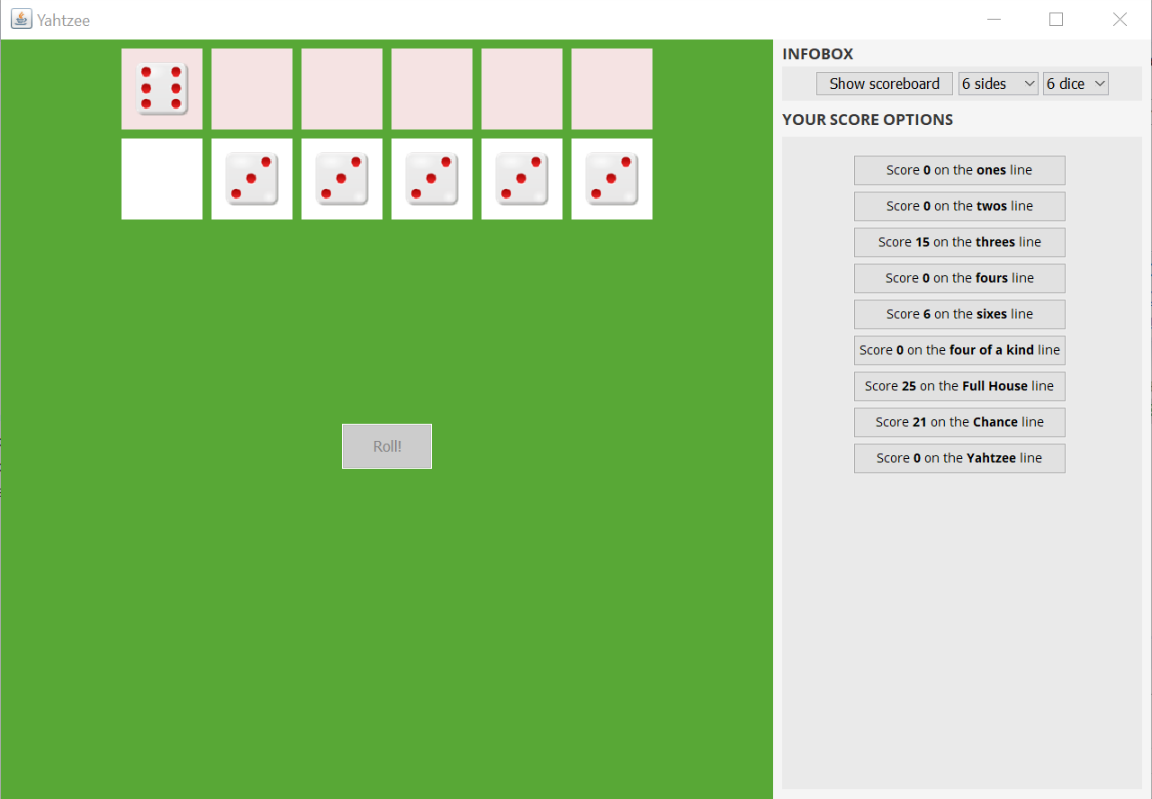 Yahtzee
INFOBOX
Show scoreboard 6 sides 6 dice
YOUR SCORE OPTIONS
Score 0 on the ones line
Score 0 on the twos line
Score 15 on the threes line
Score 0 on the fours line
Score 6 on the sixes line
Score 0 on the four of a kind line
Score 25 on the Full House line
Score 21 on the Chance line
Roll!
Score 0 on the Yahtzee line